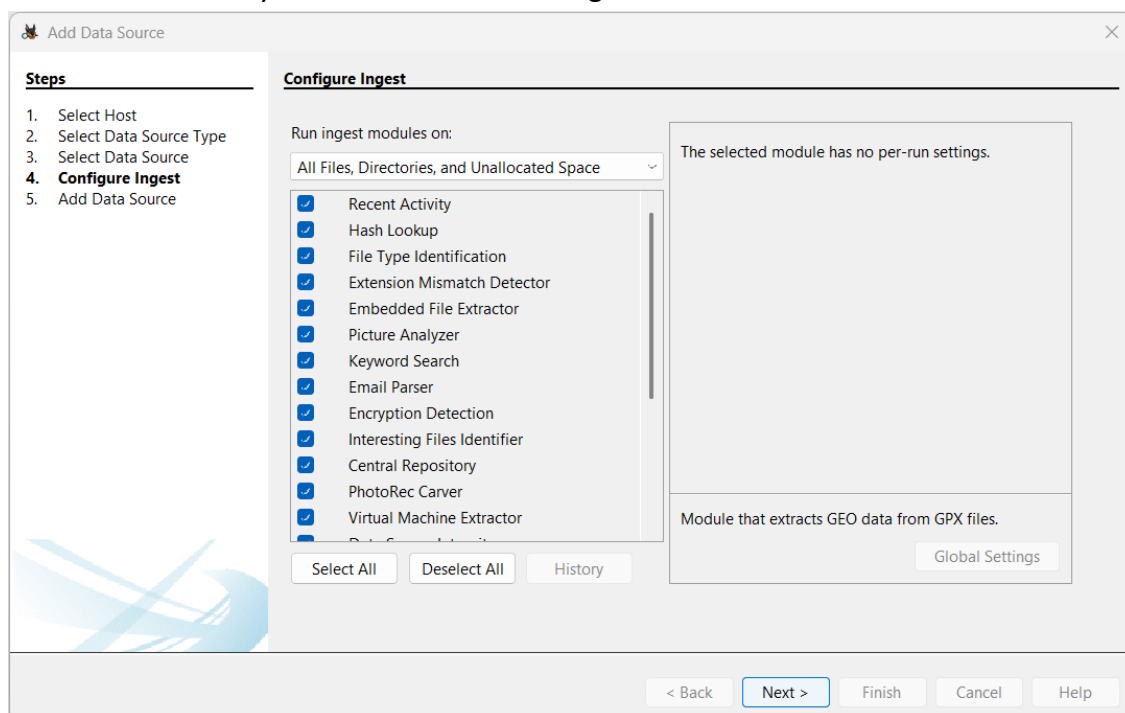 Add Data Source
Steps
1. Select Host
2. Select Data Source Type
3. Select Data Source
4. Configure Ingest
5. Add Data Source
Configure Ingest
Run ingest modules on:
All Files, Directories, and Unallocated Space
Recent Activity
Hash Lookup
File Type Identification
Extension Mismatch Detector
Embedded File Extractor
Picture Analyzer
Keyword Search
Email Parser
Encryption Detection
Interesting Files Identifier
Central Repository
PhotoRec Carver
Virtual Machine Extractor
Select All Deselect All History
The selected module has no per-run settings.
Module that extracts GEO data from GPX files.
Global Settings
< Back Next > Finish Cancel Help